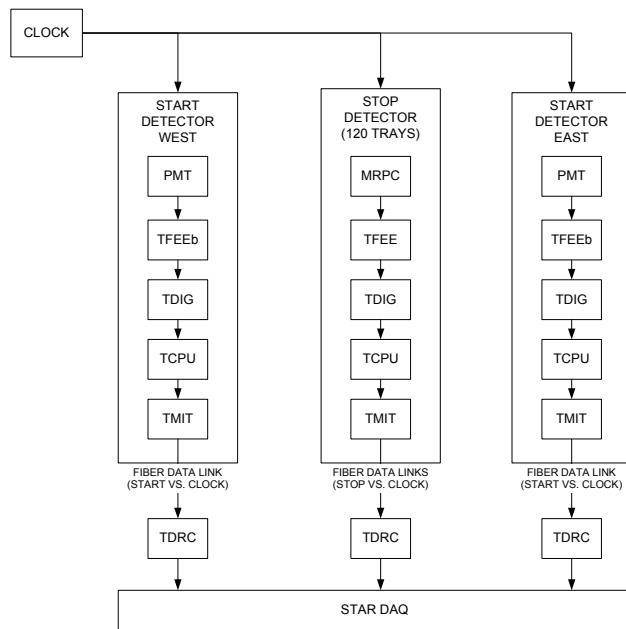 CLOCK
START
DETECTOR
WEST
PMT
TFEEb
TDIG
TCPU
TMIT
FIBER DATA LINK
(START VS. CLOCK)
TDRC
STOP
DETECTOR
(120 TRAYS)
MRPC
TFEE
TDIG
TCPU
TMIT
FIBER DATA LINKS
(STOP VS. CLOCK)
TDRC
START
DETECTOR
EAST
PMT
TFEEb
TDIG
TCPU
TMIT
FIBER DATA LINK
(START VS. CLOCK)
TDRC
STAR DAQ